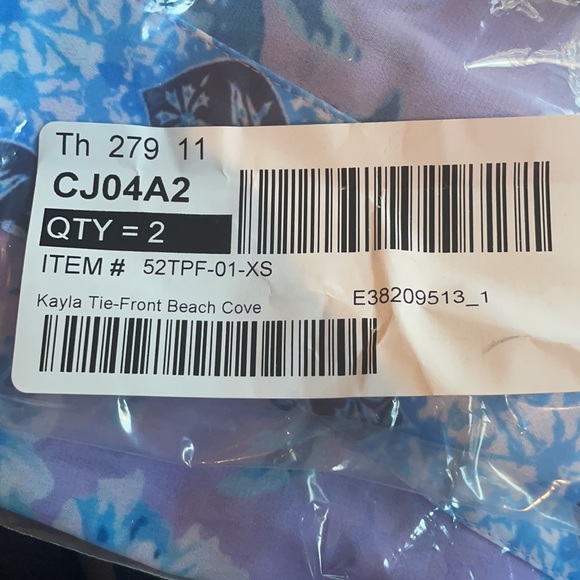 Th 279 11
CJ04A2
QTY = 2
ITEM # 52TPF-01-XS
Kayla Tie-Front Beach Cove E38209513_1